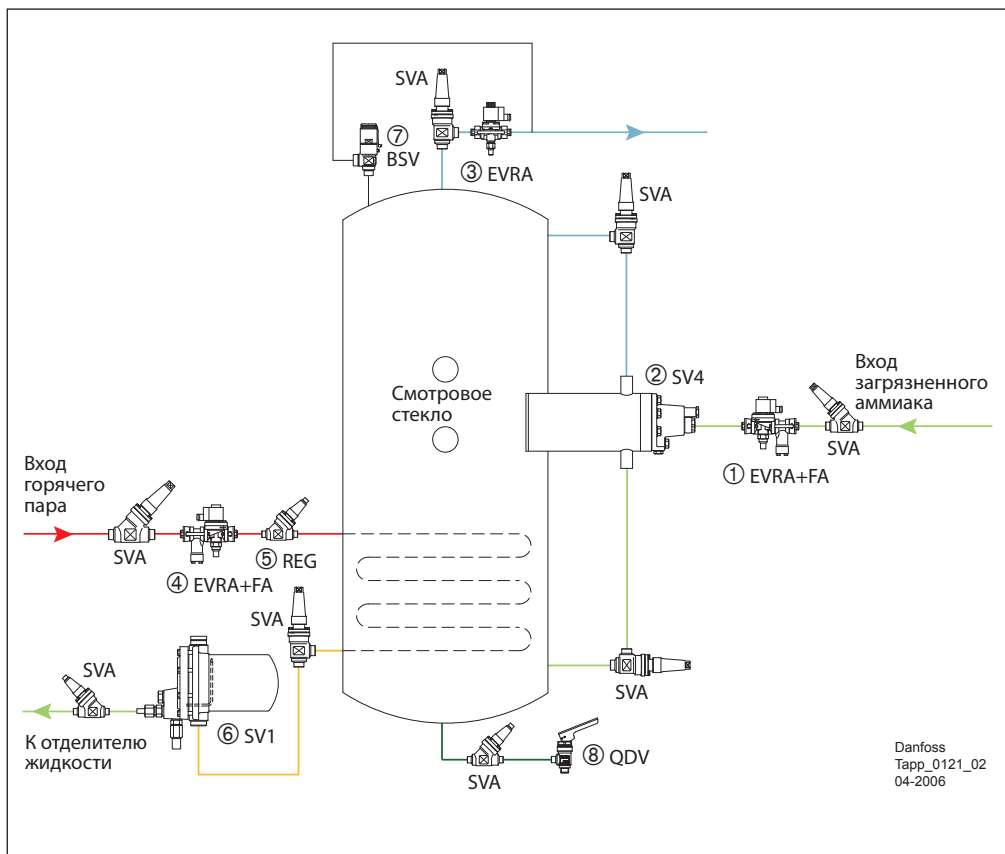 SVA
⑦
BSV
③ EVRA
SVA
Смотровое
стекло
② SV4
Вход
загрязненного
аммиака
SVA
① EVRA+FA
Вход
горячего
пара
SVA
④ EVRA+FA
⑤ REG
SVA
SVA
⑥ SV1
К отделителю
жидкости
SVA
SVA
⑧ QDV
Danfoss
Tapp_0121_02
04-2006